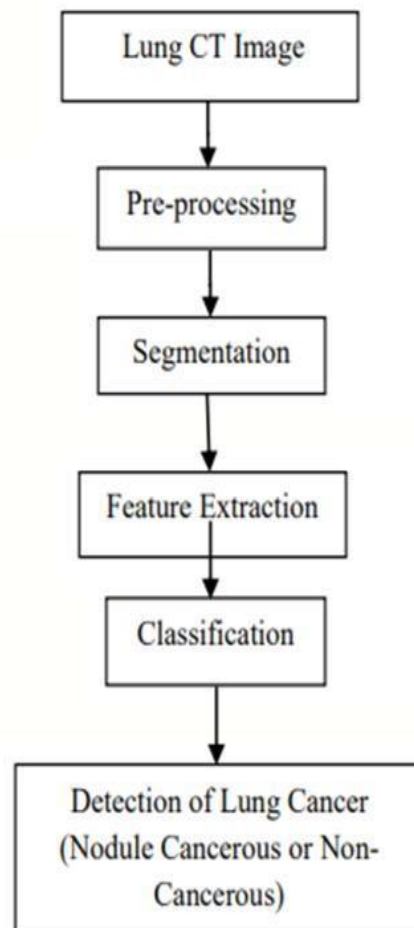 Lung CT Image
Pre-processing
Segmentation
Feature Extraction
Classification
Detection of Lung Cancer
(Nodule Cancerous or Non-
Cancerous)